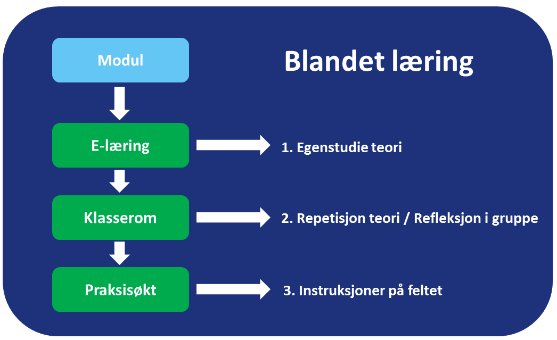 Modul
Blandet læring
E-læring
1. Egenstudie teori
Klasserom
2. Repetisjon teori / Refleksjon i gruppe
Praksisøkt
3. Instruksjoner på feltet